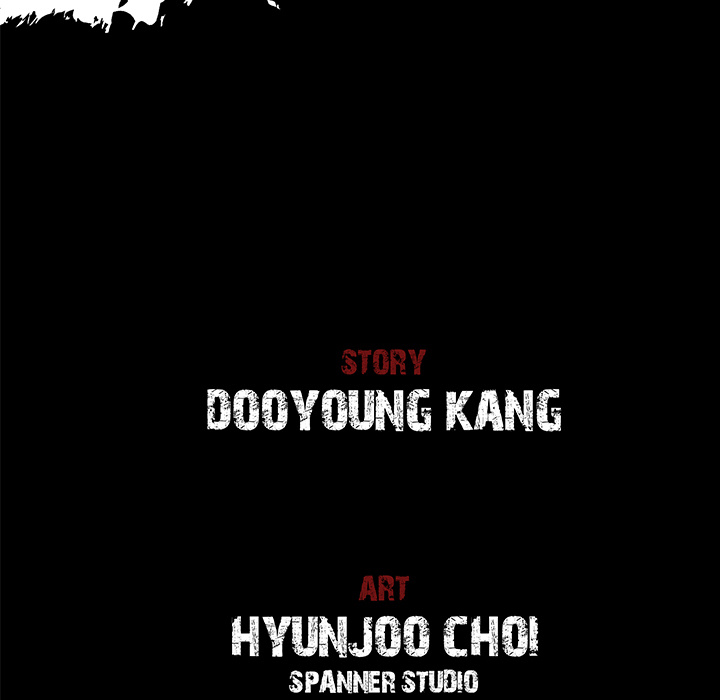 STORY
DOOYOUNG KANG
ART
HYUNJOO CHOI
SPANNER STUDIO